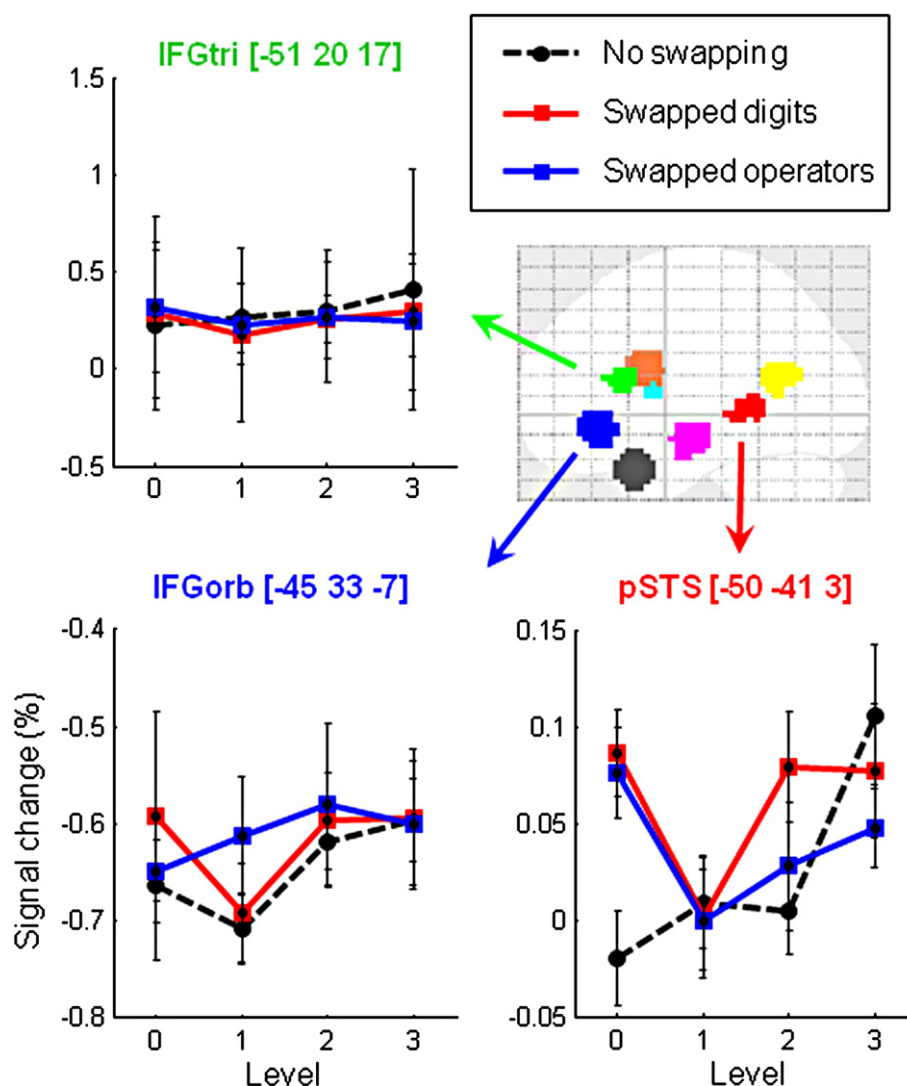 IFGtri [-51 20 17]
1.5
1
0.5
0
-0.5
0 1 2 3
No swapping
Swapped digits
Swapped operators
IFGorb [-45 33 -7]
-0.4
-0.5
-0.6
-0.7
-0.8
Signal change (%)
0 1 2 3
Level
pSTS [-50 -41 3]
0.15
0.1
0.05
0
-0.05
0 1 2 3
Level